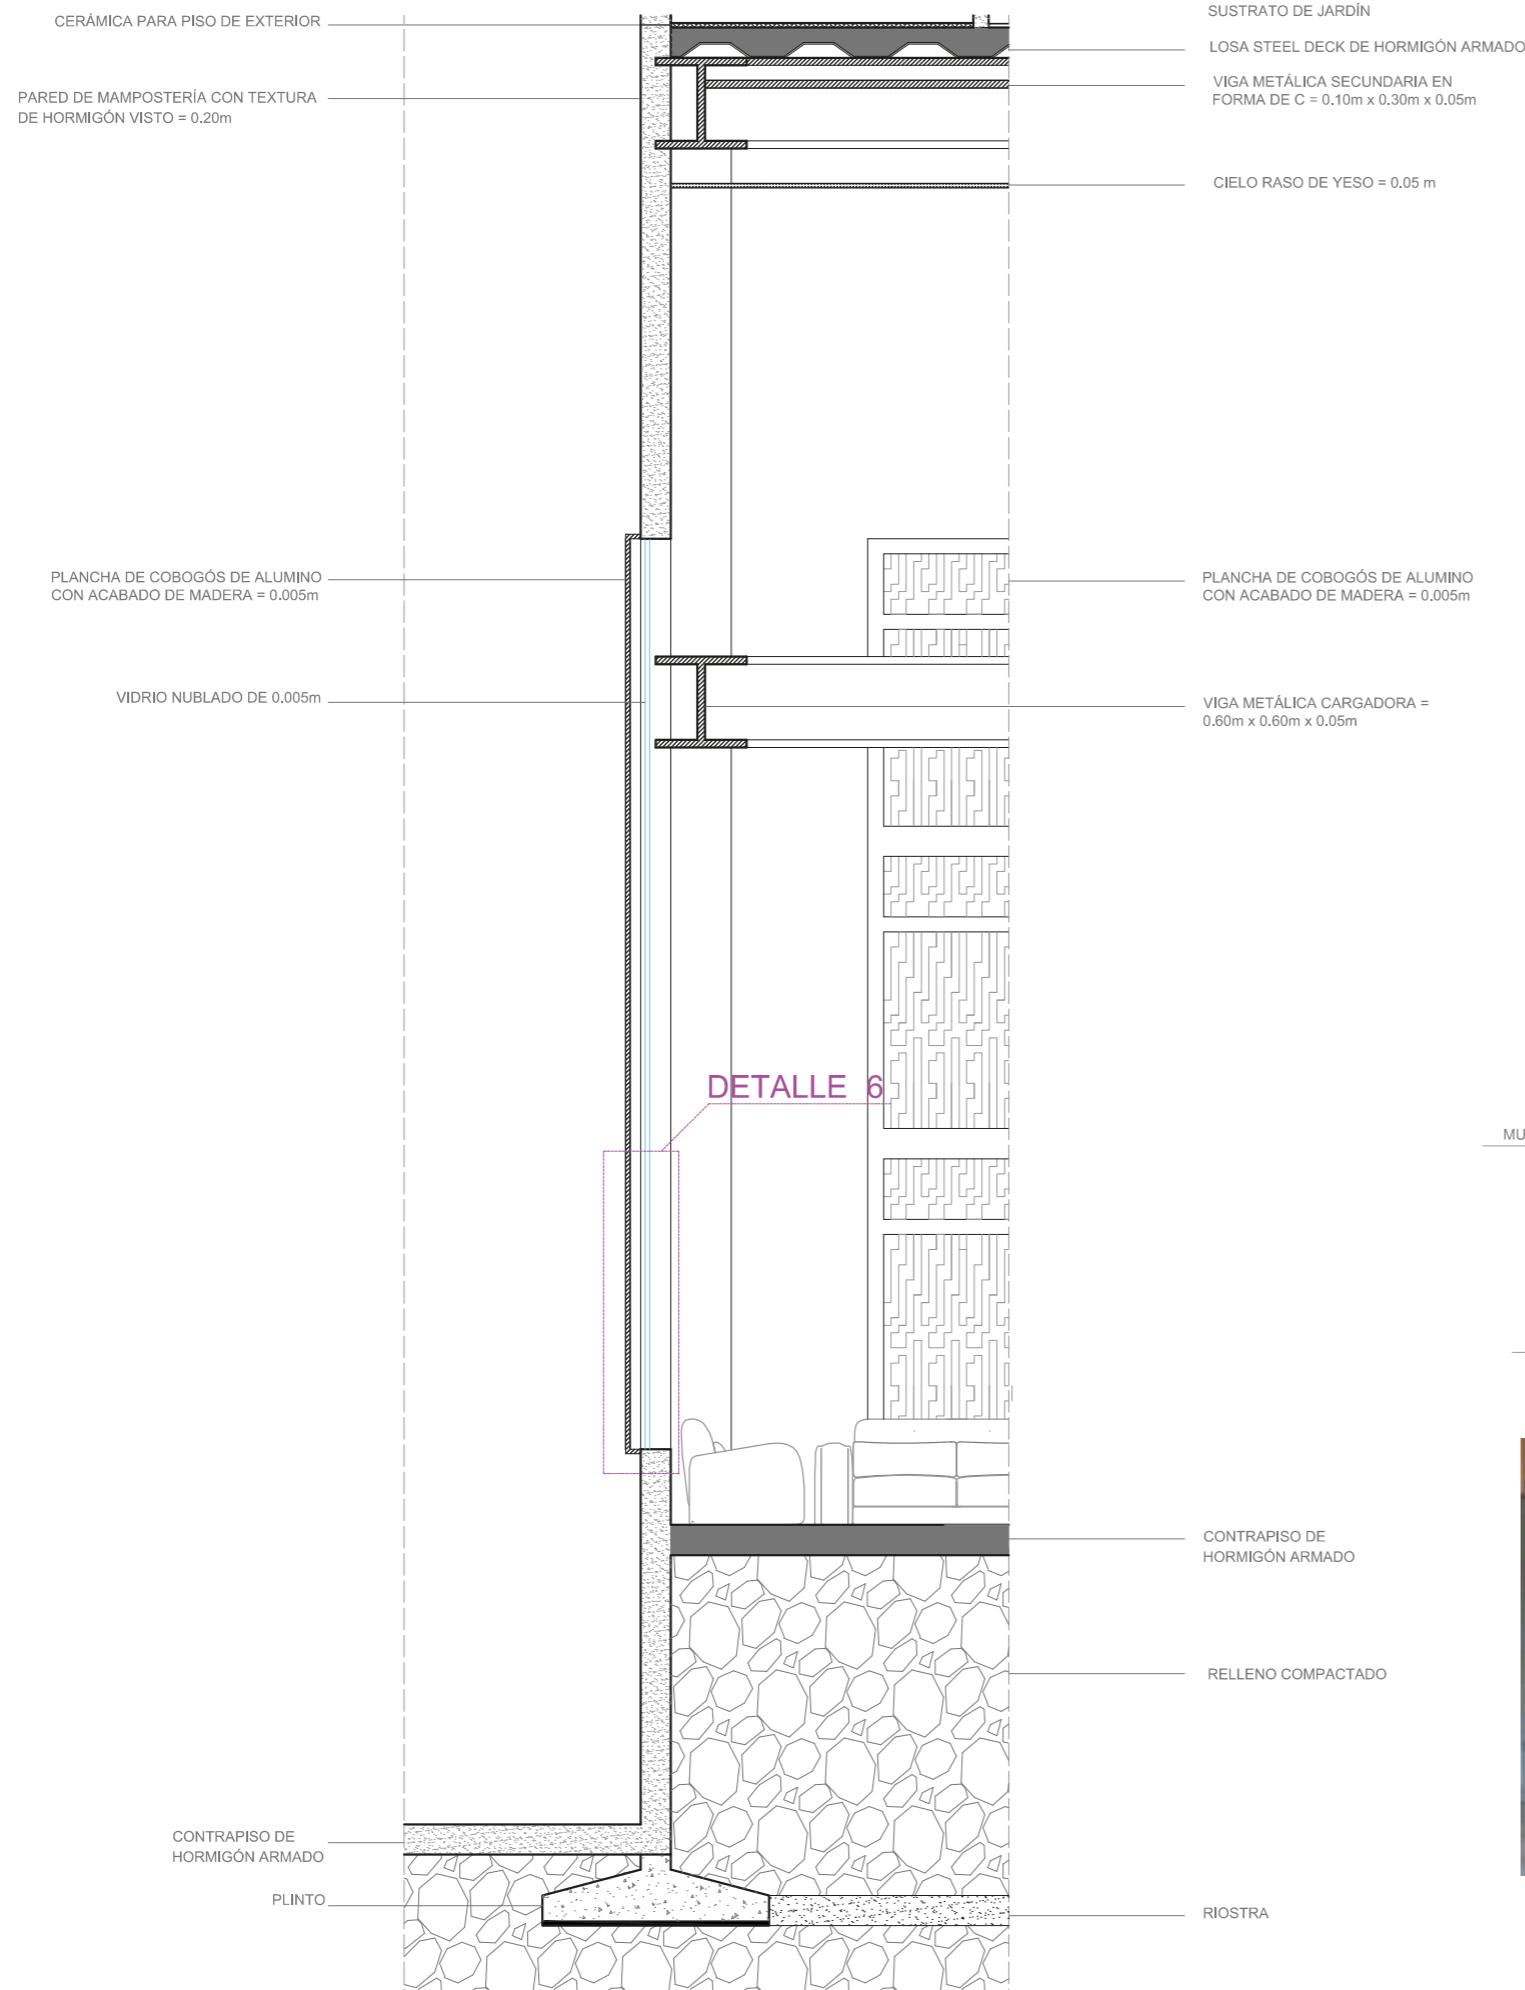 CERÁMICA PARA PISO DE EXTERIOR
SUSTRATO DE JARDÍN
LOSA STEEL DECK DE HORMIGÓN ARMADO
VIGA METÁLICA SECUNDARIA EN
FORMA DE C = 0.10m x 0.30m x 0.05m
PARED DE MAMPOSTERÍA CON TEXTURA
DE HORMIGÓN VISTO = 0.20m
CIELO RASO DE YESO = 0.05 m
PLANCHA DE COBOGÓS DE ALUMINO
CON ACABADO DE MADERA = 0.005m
PLANCHA DE COBOGÓS DE ALUMINO
CON ACABADO DE MADERA = 0.005m
VIDRIO NUBLADO DE 0.005m
VIGA METÁLICA CARGADORA =
0.60m x 0.60m x 0.05m
DETALLE 6
MU
CONTRAPISO DE
HORMIGÓN ARMADO
RELLENO COMPACTADO
CONTRAPISO DE
HORMIGÓN ARMADO
PLINTO
RIOSTRA